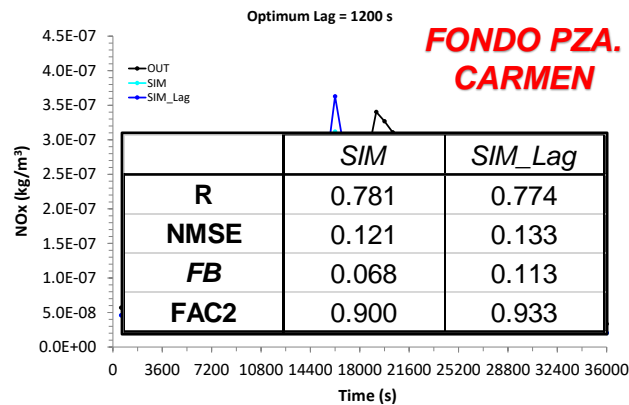 Optimum Lag = 1200 s
FONDO PZA.
CARMEN
4.5E-07
4.0E-07
3.5E-07
3.0E-07
2.5E-07
2.0E-07
1.5E-07
1.0E-07
5.0E-08
0.0E+00
NOx (kg/m³)
OUT
SIM
SIM_Lag
SIM SIM_Lag
R 0.781 0.774
NMSE 0.121 0.133
FB 0.068 0.113
FAC2 0.900 0.933
0 3600 7200 10800 14400 18000 21600 25200 28800 32400 36000
Time (s)